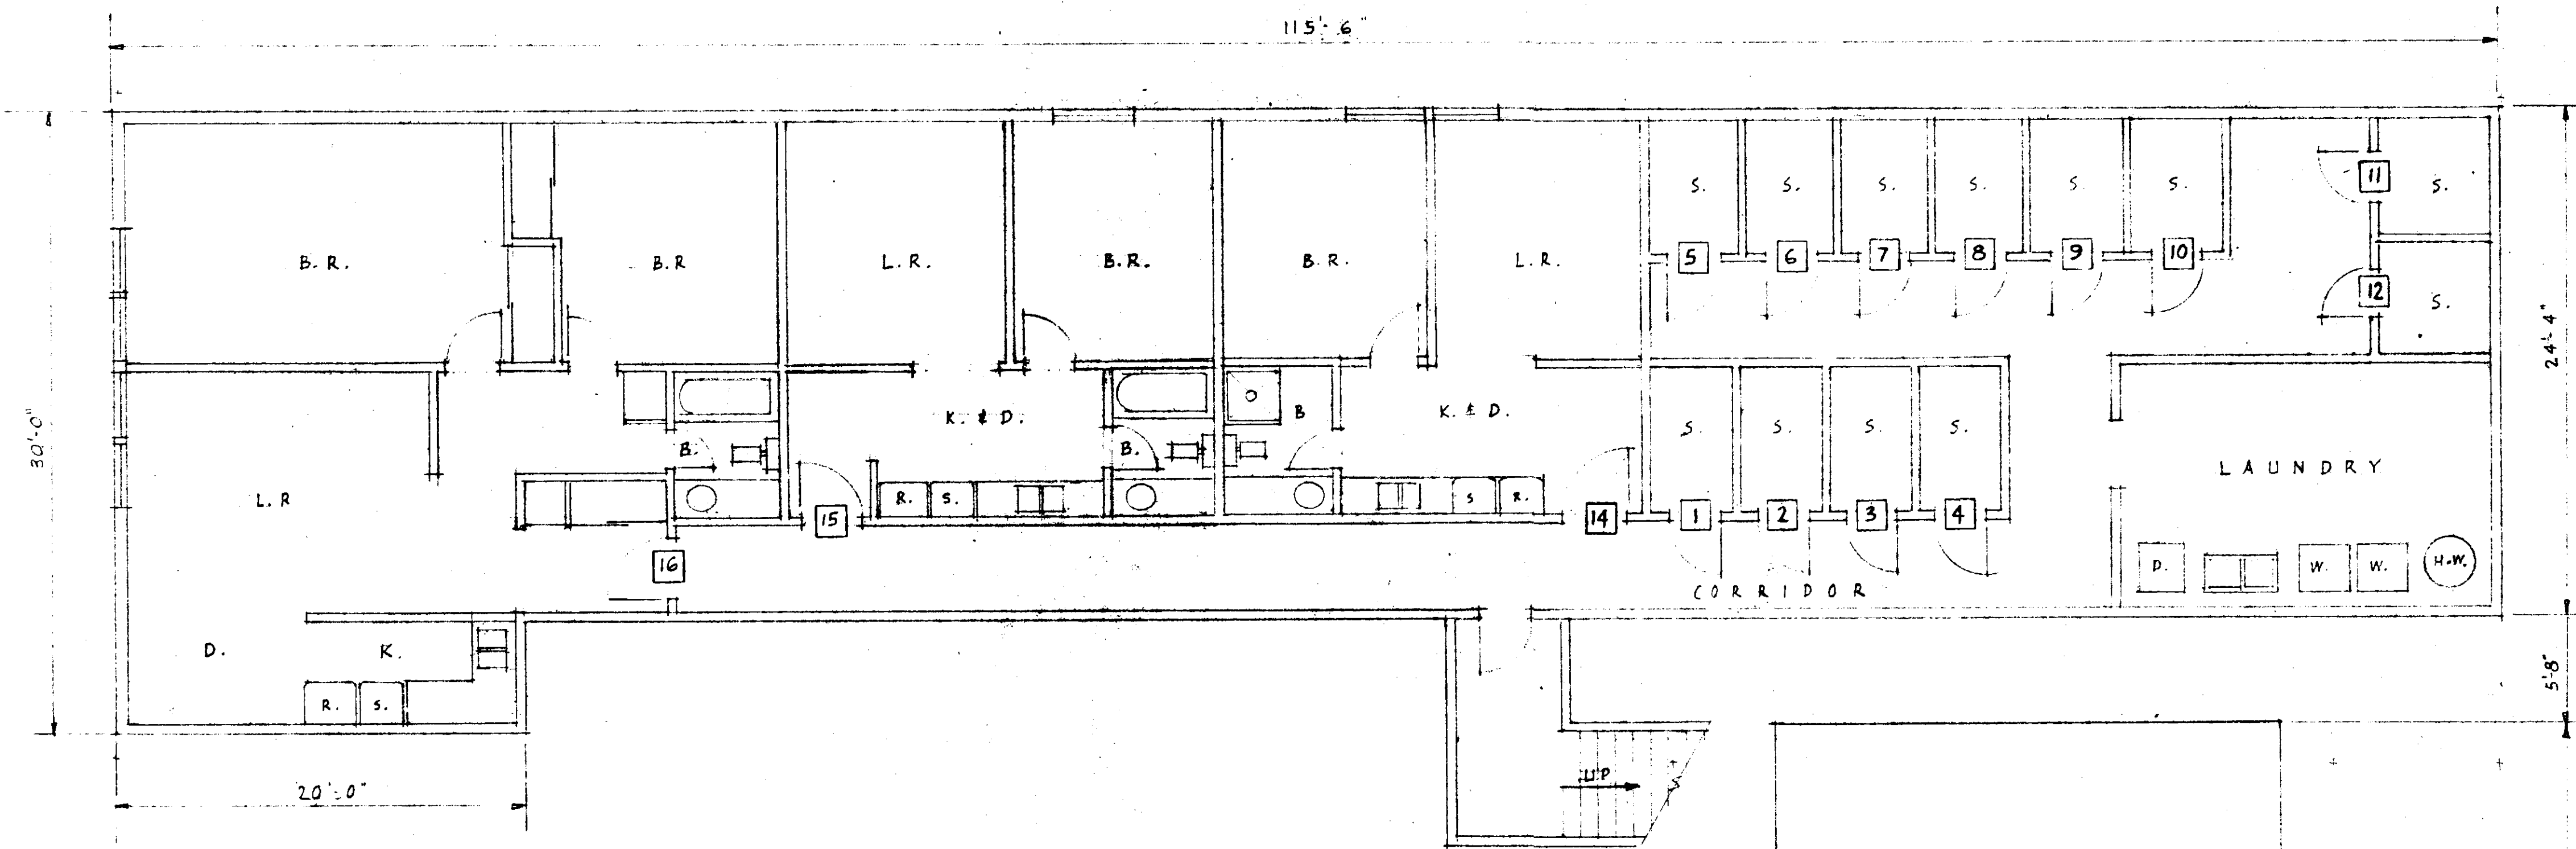 115'-6"
S. S. S. S. S. S. 11 S.
B.R. B.R L.R. B.R. B.R. L.R. 5 6 7 8 9 10
12 S.
24'-4"
30'-0"
K. & D. B K. & D. S. S. S. S.
B. B.
LAUNDRY
L.R R. S. S R.
15 14 1 2 3 4
16 D. W. W. H.W.
CORRIDOR
D. K.
5'-8"
R. S.
UP
20'-0"